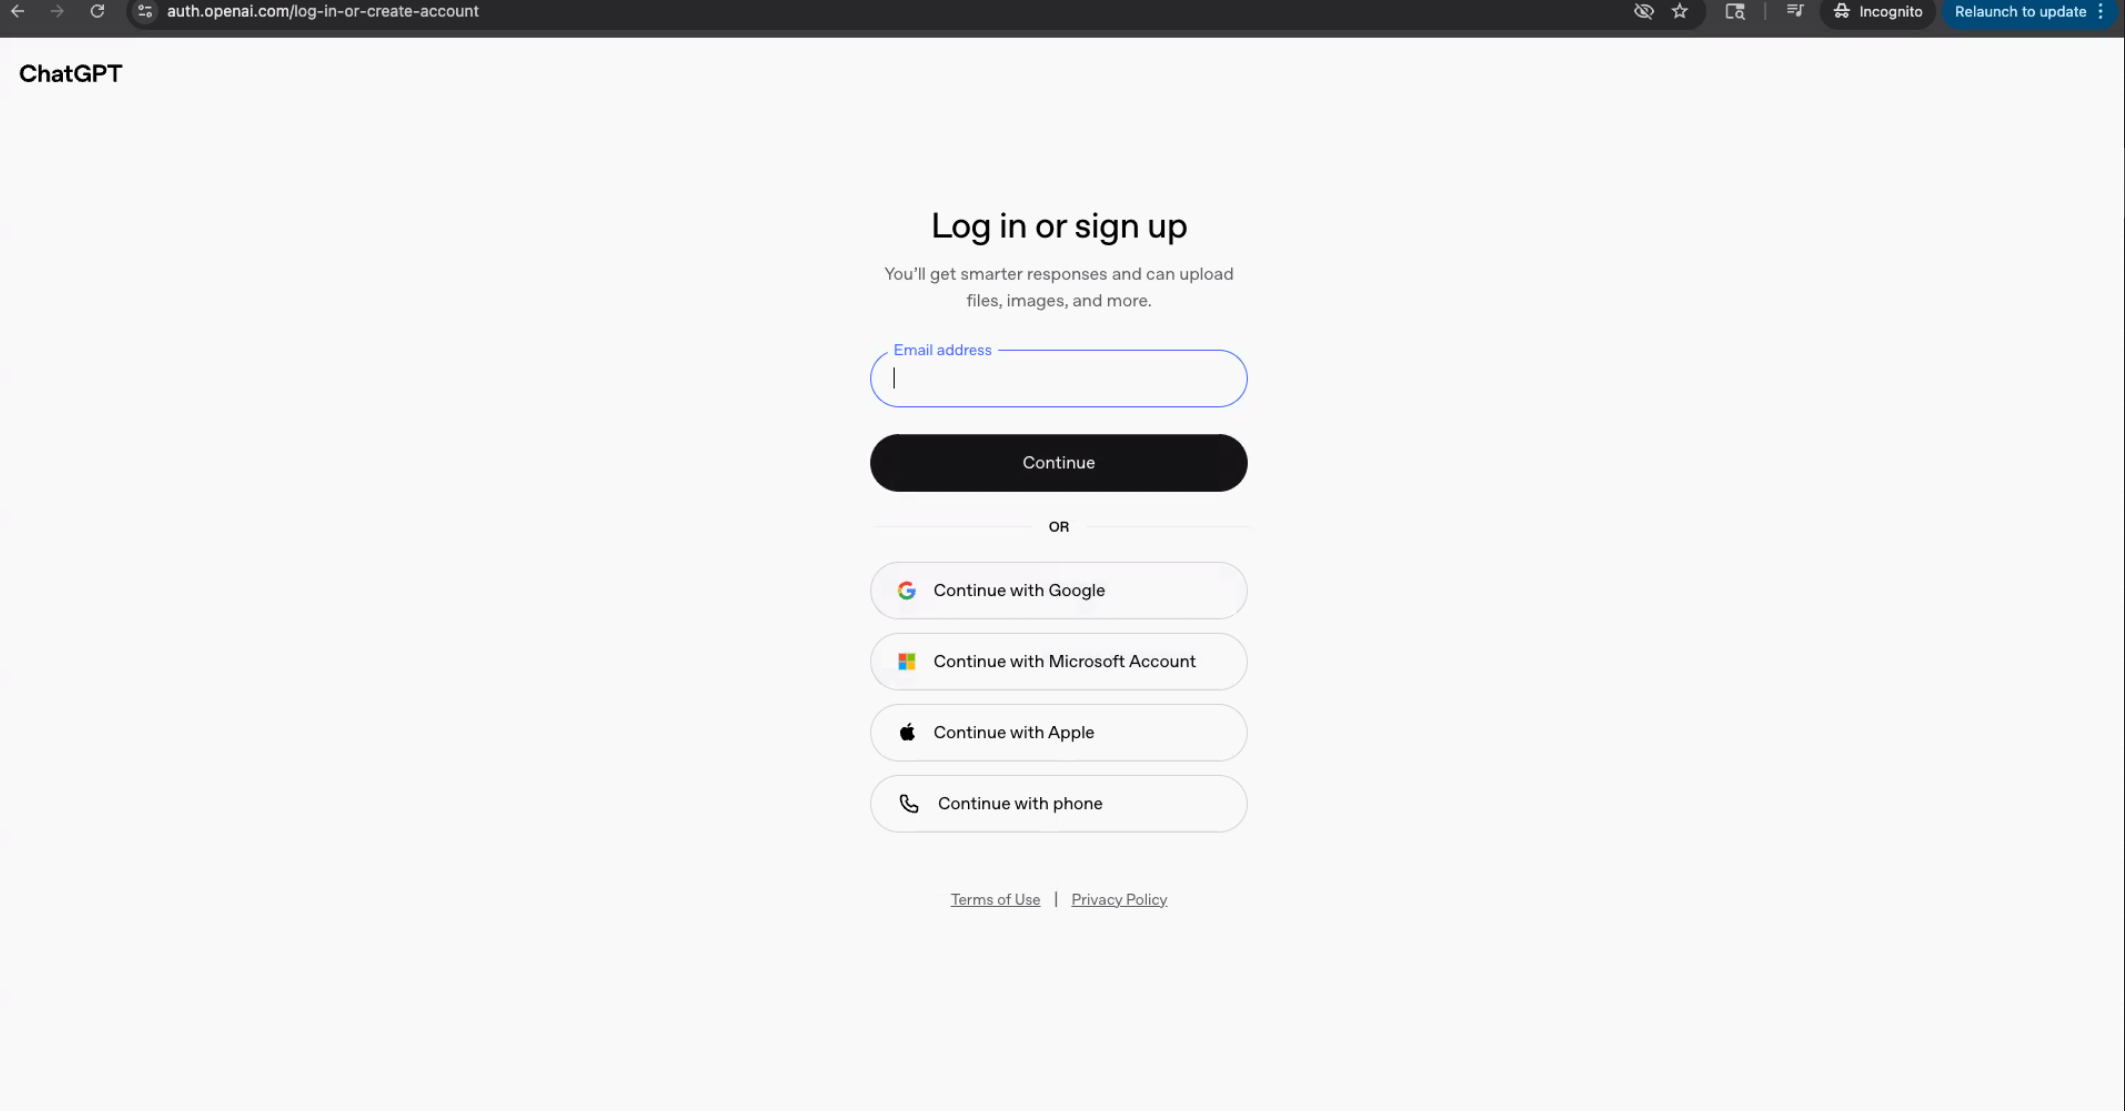 auth.openai.com/log-in-or-create-account
Incognito
Relaunch to update
ChatGPT
Log in or sign up
You’ll get smarter responses and can upload
files, images, and more.
Email address
Continue
OR
Continue with Google
Continue with Microsoft Account
Continue with Apple
Continue with phone
Terms of Use | Privacy Policy